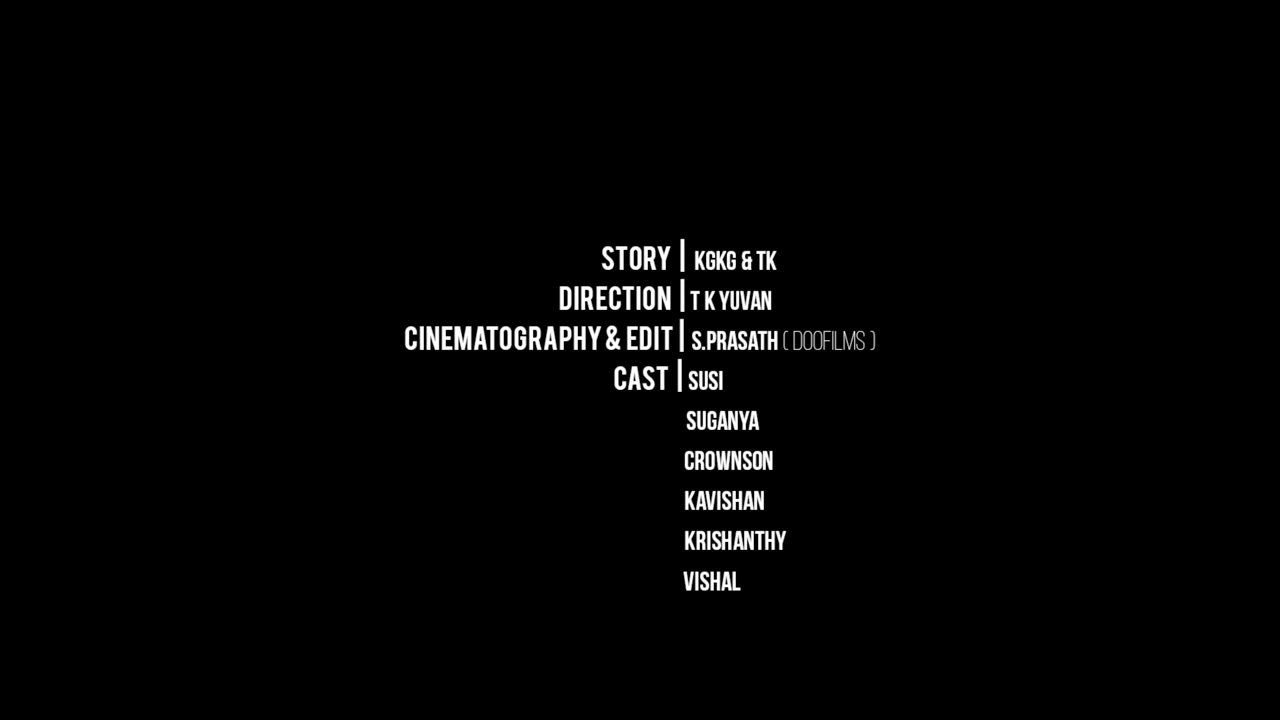 STORY | KGKG & TK
DIRECTION | T K YUVAN
CINEMATOGRAPHY & EDIT | S.PRASATH ( DOOFILMS )
CAST | SUSI
SUGANYA
CROWNSON
KAVISHAN
KRISHANTHY
VISHAL